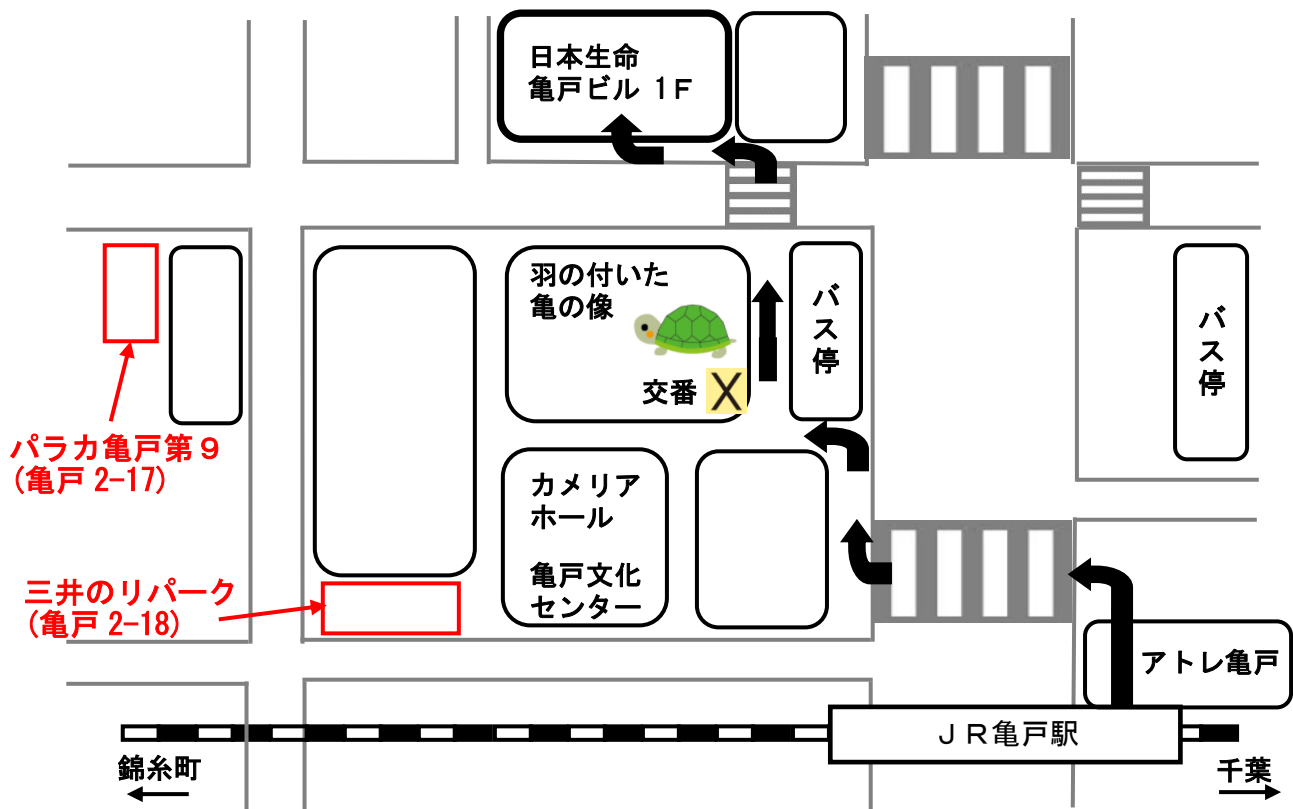 日本生命
亀戸ビル 1F
羽の付いた
亀の像
交番 X
バス停
バス停
パラカ亀戸第９
(亀戸 2-17)
カメリア
ホール
亀戸文化
センター
三井のリパーク
(亀戸 2-18)
アトレ亀戸
ＪＲ亀戸駅
錦糸町
千葉